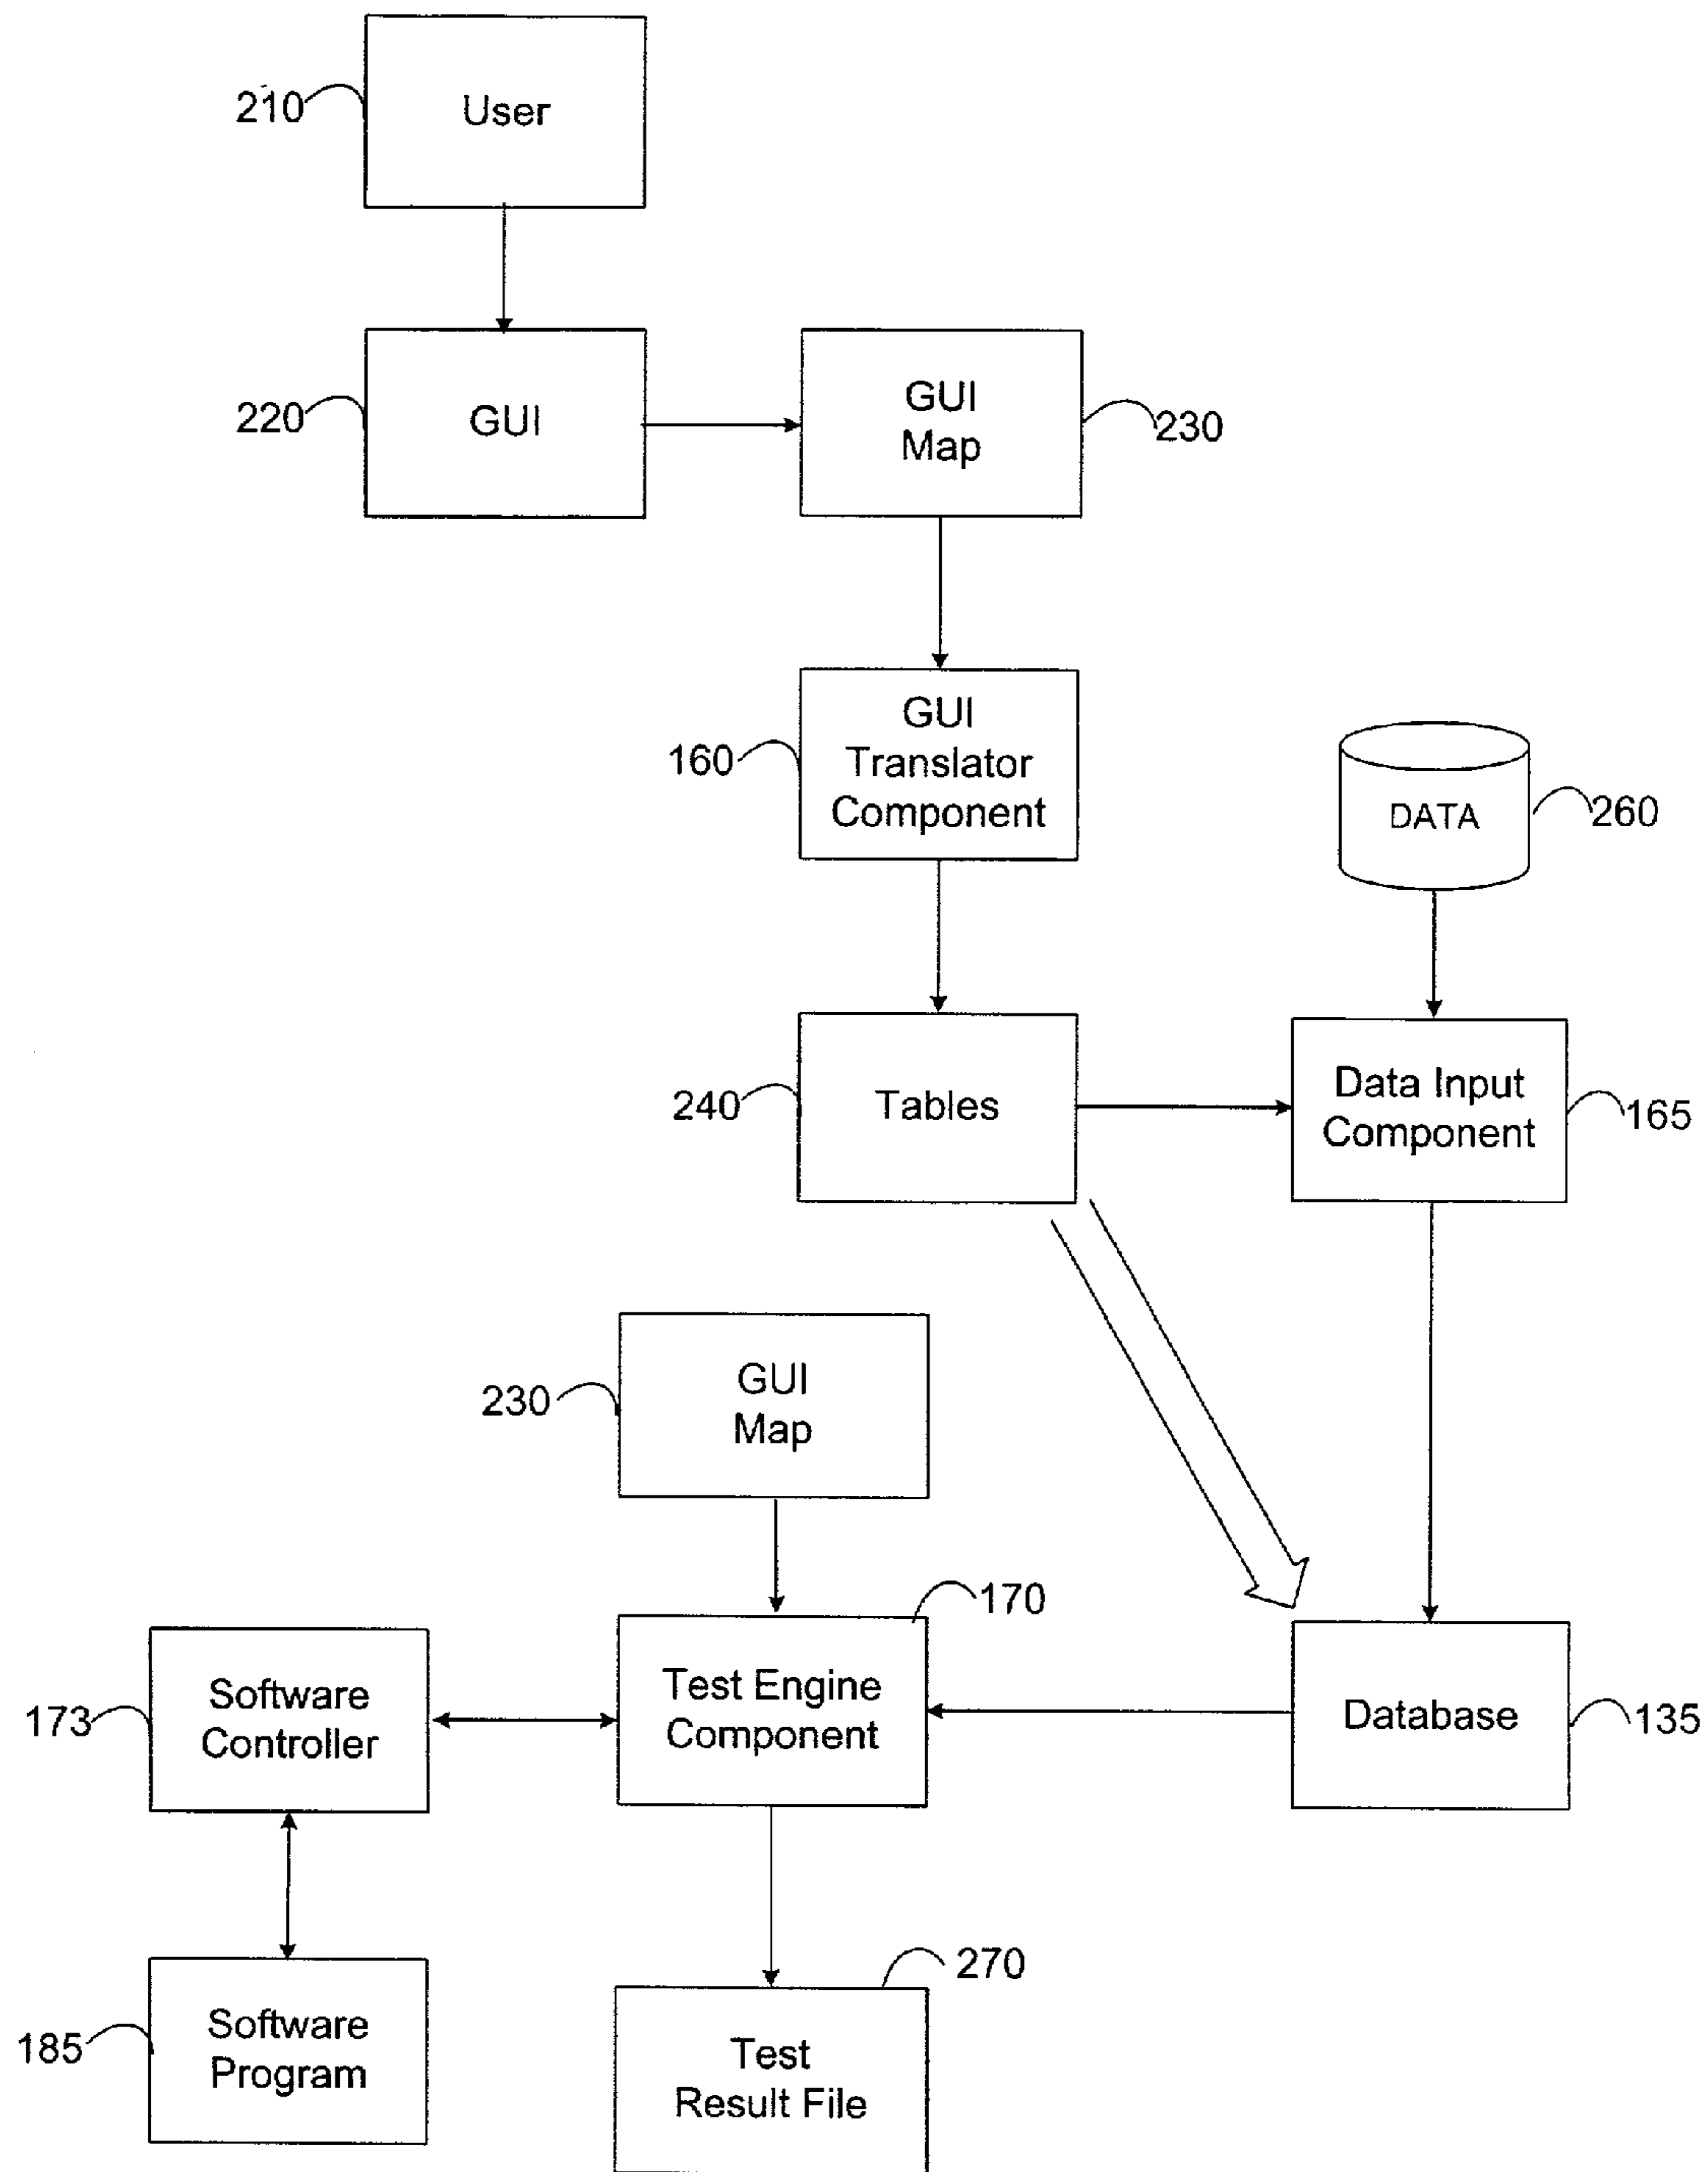 210
User
220
GUI
GUI
Map
230
160
GUI
Translator
Component
DATA
260
240
Tables
Data Input
Component
165
230
GUI
Map
170
173
Software
Controller
Test Engine
Component
Database
135
270
185
Software
Program
Test
Result File